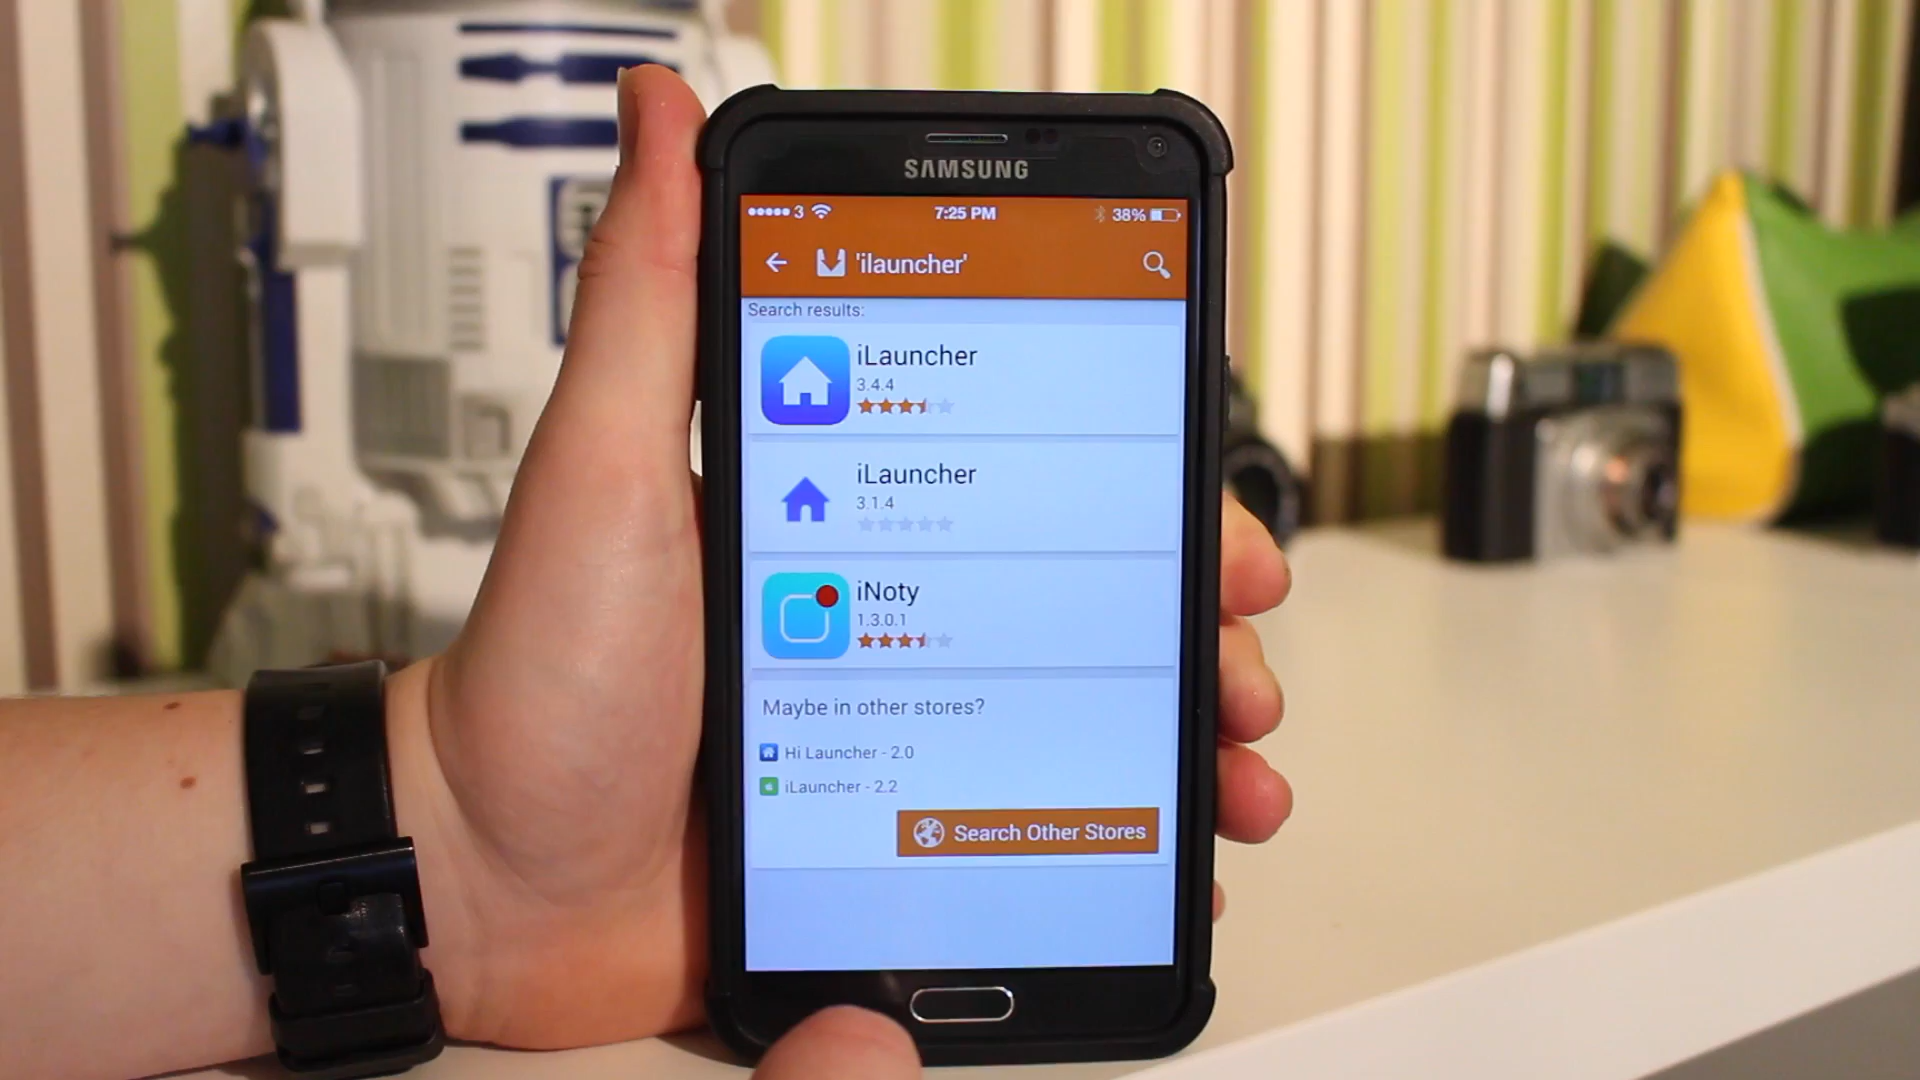 SAMSUNG
3 7:25 PM 38%
'ilauncher'
Search results:
iLauncher
3.4.4
iLauncher
3.1.4
iNoty
1.3.0.1
Maybe in other stores?
Hi Launcher - 2.0
iLauncher - 2.2
Search Other Stores